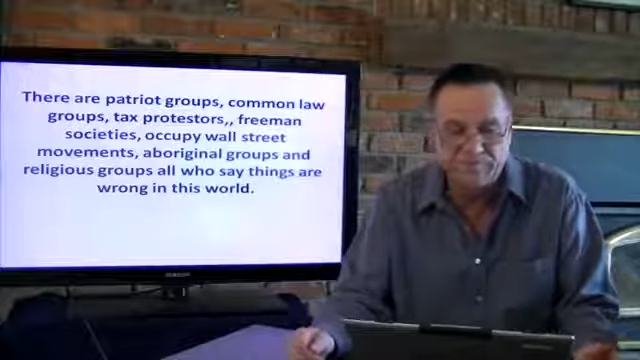 There are patriot groups, common law
groups, tax protestors,, freeman
societies, occupy wall street
movements, aboriginal groups and
religious groups all who say things are
wrong in this world.
SAMSUNG